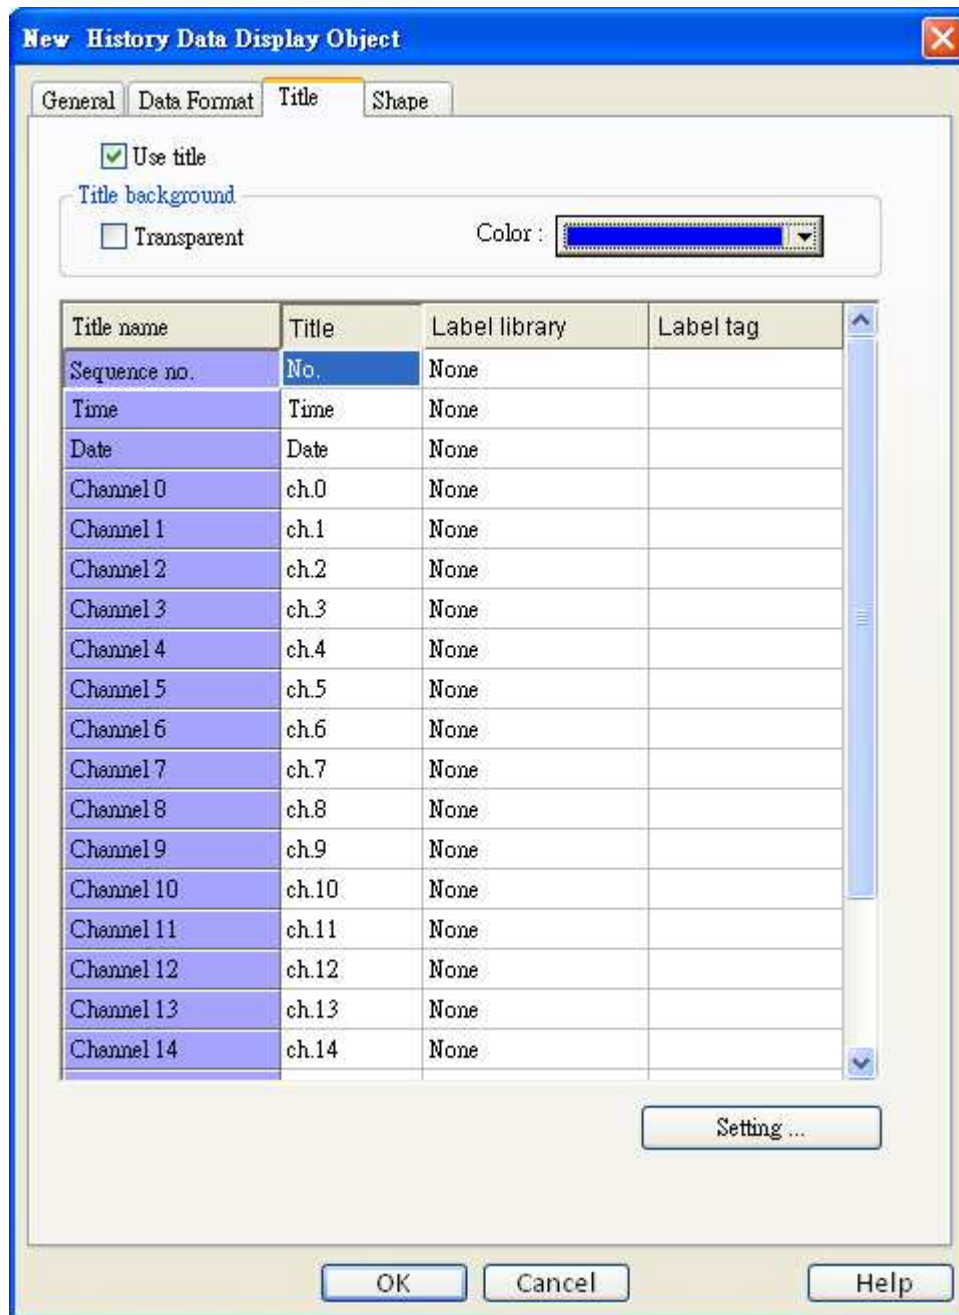 New History Data Display Object
General Data Format Title Shape
Use title
Title background
Transparent Color :
Title name Title Label library Label tag
Sequence no. No. None
Time Time None
Date Date None
Channel 0 ch.0 None
Channel 1 ch.1 None
Channel 2 ch.2 None
Channel 3 ch.3 None
Channel 4 ch.4 None
Channel 5 ch.5 None
Channel 6 ch.6 None
Channel 7 ch.7 None
Channel 8 ch.8 None
Channel 9 ch.9 None
Channel 10 ch.10 None
Channel 11 ch.11 None
Channel 12 ch.12 None
Channel 13 ch.13 None
Channel 14 ch.14 None
Setting ...
OK Cancel Help